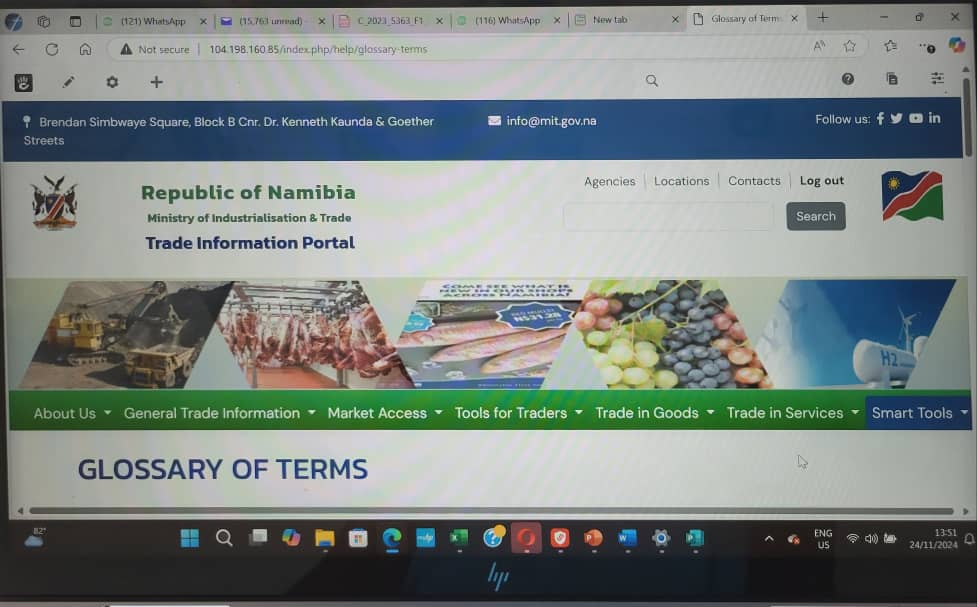 (121) WhatsApp
(15,763 unread) -
C_2023_5363_F1
(116) WhatsApp
New tab
Glossary of Terms
Not secure
104.198.160.85/index.php/help/glossary-terms
Brendan Simbwaye Square, Block B Cnr. Dr. Kenneth Kaunda & Goether
Streets
info@mit.gov.na
Follow us:
Republic of Namibia
Ministry of Industrialisation & Trade
Trade Information Portal
Agencies
Locations
Contacts
Log out
Search
COME SEE WHAT IS
NEW IN OUR SHOPS
ACROSS NAMIBIA!
RED MULLET
N$31.28
H2
About Us
General Trade Information
Market Access
Tools for Traders
Trade in Goods
Trade in Services
Smart Tools
GLOSSARY OF TERMS
82°
ENG
US
13:51
24/11/2024
hp